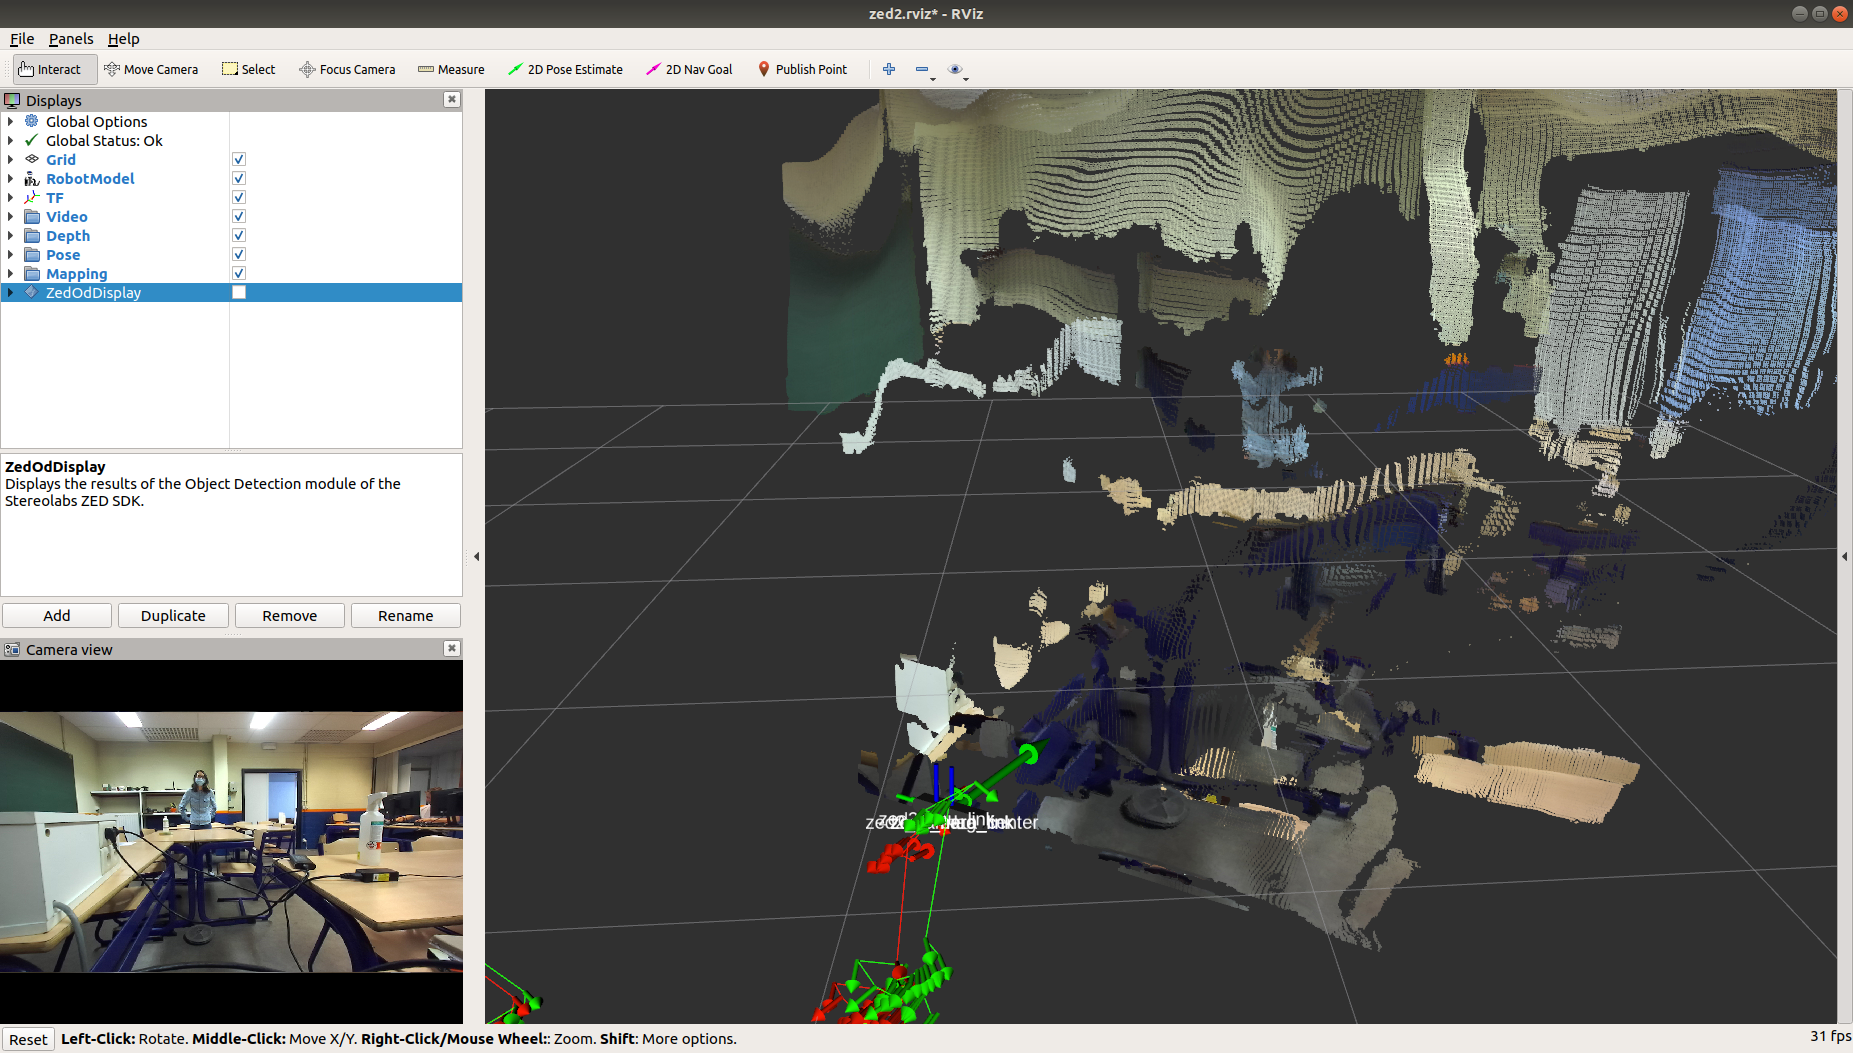 zed2.rviz* - RViz
File Panels Help
Interact Move Camera Select Focus Camera Measure 2D Pose Estimate 2D Nav Goal Publish Point
Displays
Global Options
Global Status: Ok
Grid
RobotModel
TF
Video
Depth
Pose
Mapping
ZedOdDisplay
ZedOdDisplay
Displays the results of the Object Detection module of the
Stereolabs ZED SDK.
Add Duplicate Remove Rename
Camera view
Reset Left-Click: Rotate. Middle-Click: Move X/Y. Right-Click/Mouse Wheel:: Zoom. Shift: More options.
31 fps